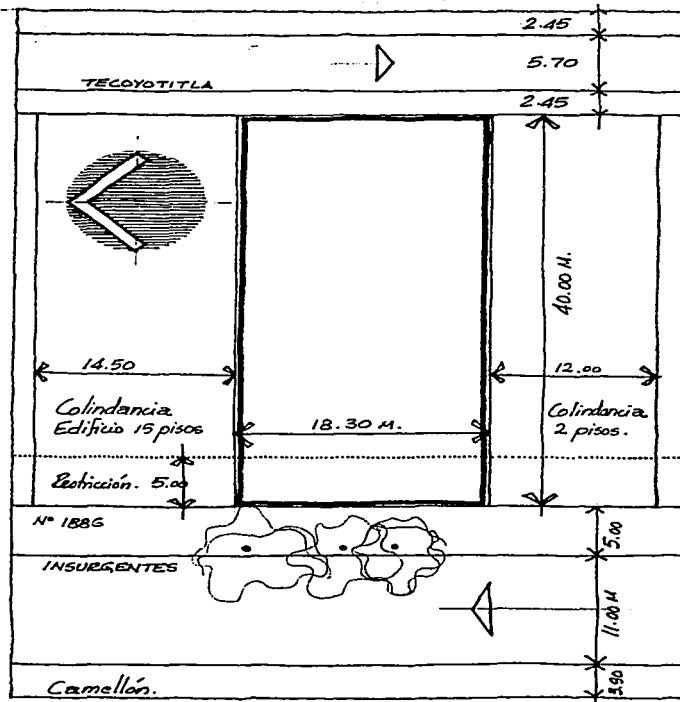 2.45
5.70
TECOYOTITLA
2.45
40.00 M.
14.50
12.00
Colindancia
Edificio 15 pisos
18.30 M.
Colindancia
2 pisos.
Restricción. 5.00
Nº 1886
5.00
INSURGENTES
11.00 M
Camellón.
3.90